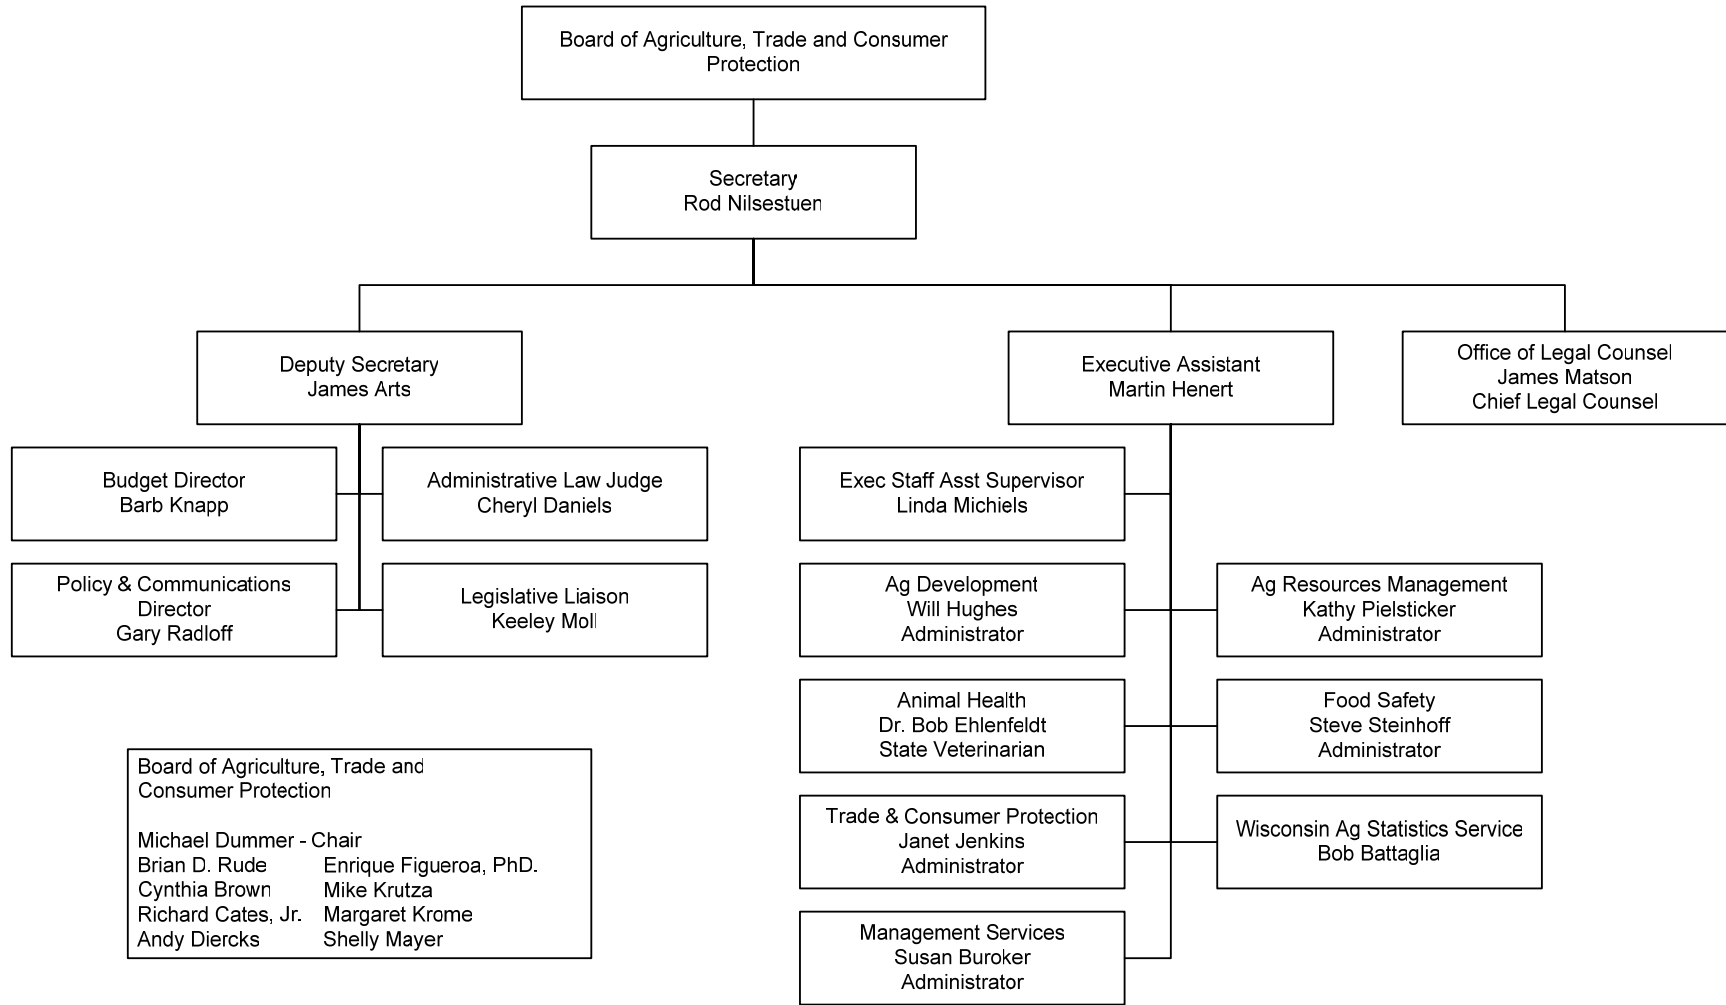 Board of Agriculture, Trade and Consumer
Protection
Secretary
Rod Nilsestuen
Deputy Secretary
James Arts
Executive Assistant
Martin Henert
Office of Legal Counsel
James Matson
Chief Legal Counsel
Budget Director
Barb Knapp
Administrative Law Judge
Cheryl Daniels
Exec Staff Asst Supervisor
Linda Michiels
Policy & Communications
Director
Gary Radloff
Legislative Liaison
Keeley Moll
Ag Development
Will Hughes
Administrator
Ag Resources Management
Kathy Pielsticker
Administrator
Animal Health
Dr. Bob Ehlenfeldt
State Veterinarian
Food Safety
Steve Steinhoff
Administrator
Board of Agriculture, Trade and
Consumer Protection
Michael Dummer - Chair
Brian D. Rude Enrique Figueroa, PhD.
Cynthia Brown Mike Krutza
Richard Cates, Jr. Margaret Krome
Andy Diercks Shelly Mayer
Trade & Consumer Protection
Janet Jenkins
Administrator
Wisconsin Ag Statistics Service
Bob Battaglia
Management Services
Susan Buroker
Administrator